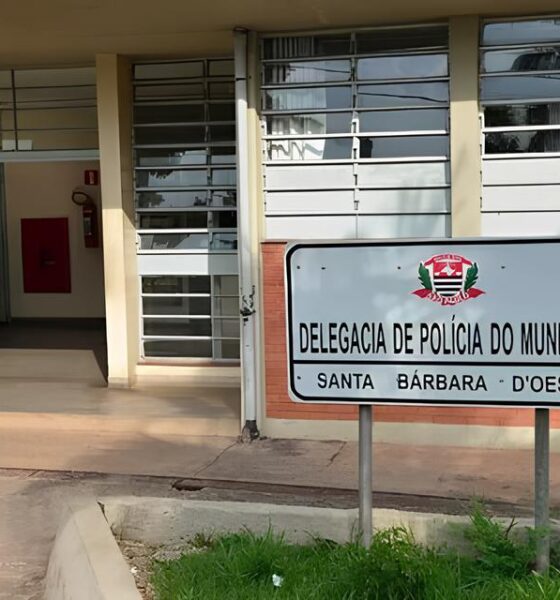 DELEGACIA DE POLÍCIA DO MUN
SANTA BÁRBARA D'OES